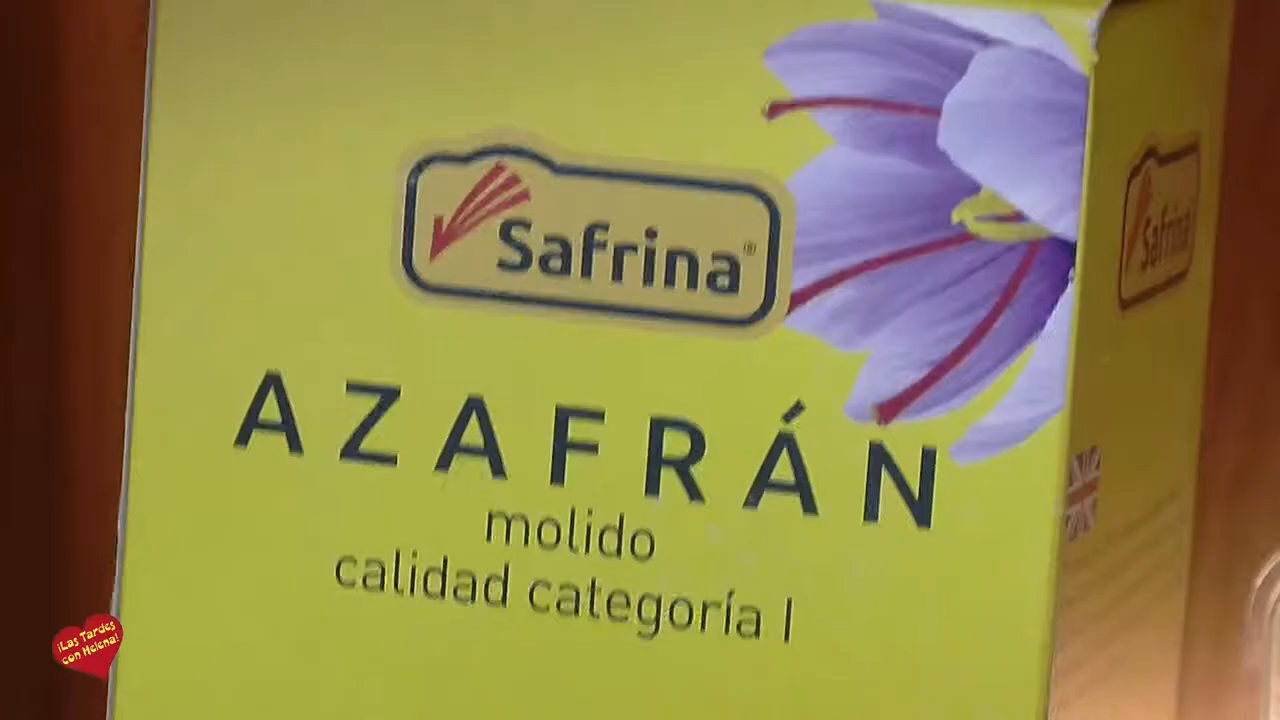 Safrina®
Safrina
AZAFRÁN
molido
calidad categoría I
¡Las Tardes
con Helena!